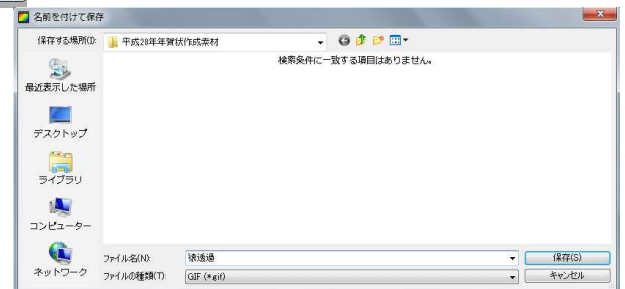 名前を付けて保存
保存する場所(I):
平成28年年賀状作成素材
検索条件に一致する項目はありません。
最近表示した場所
デスクトップ
ライブラリ
コンピューター
ネットワーク
ファイル名(N):
猿透過
保存(S)
ファイルの種類(T):
GIF (*.gif)
キャンセル